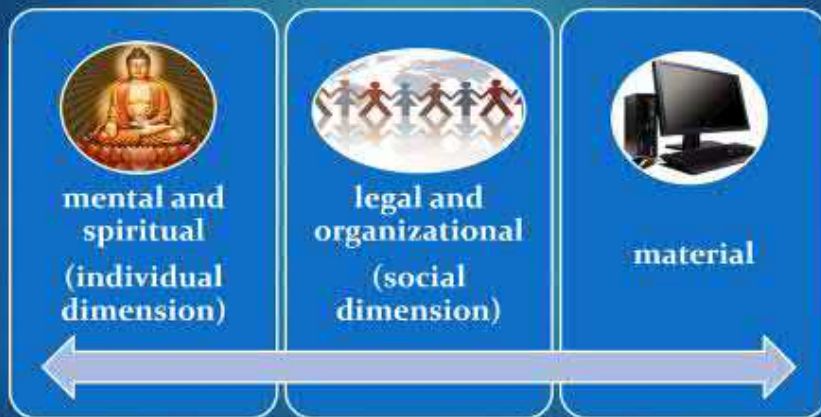 mental and
spiritual
(individual
dimension)
legal and
organizational
(social
dimension)
material